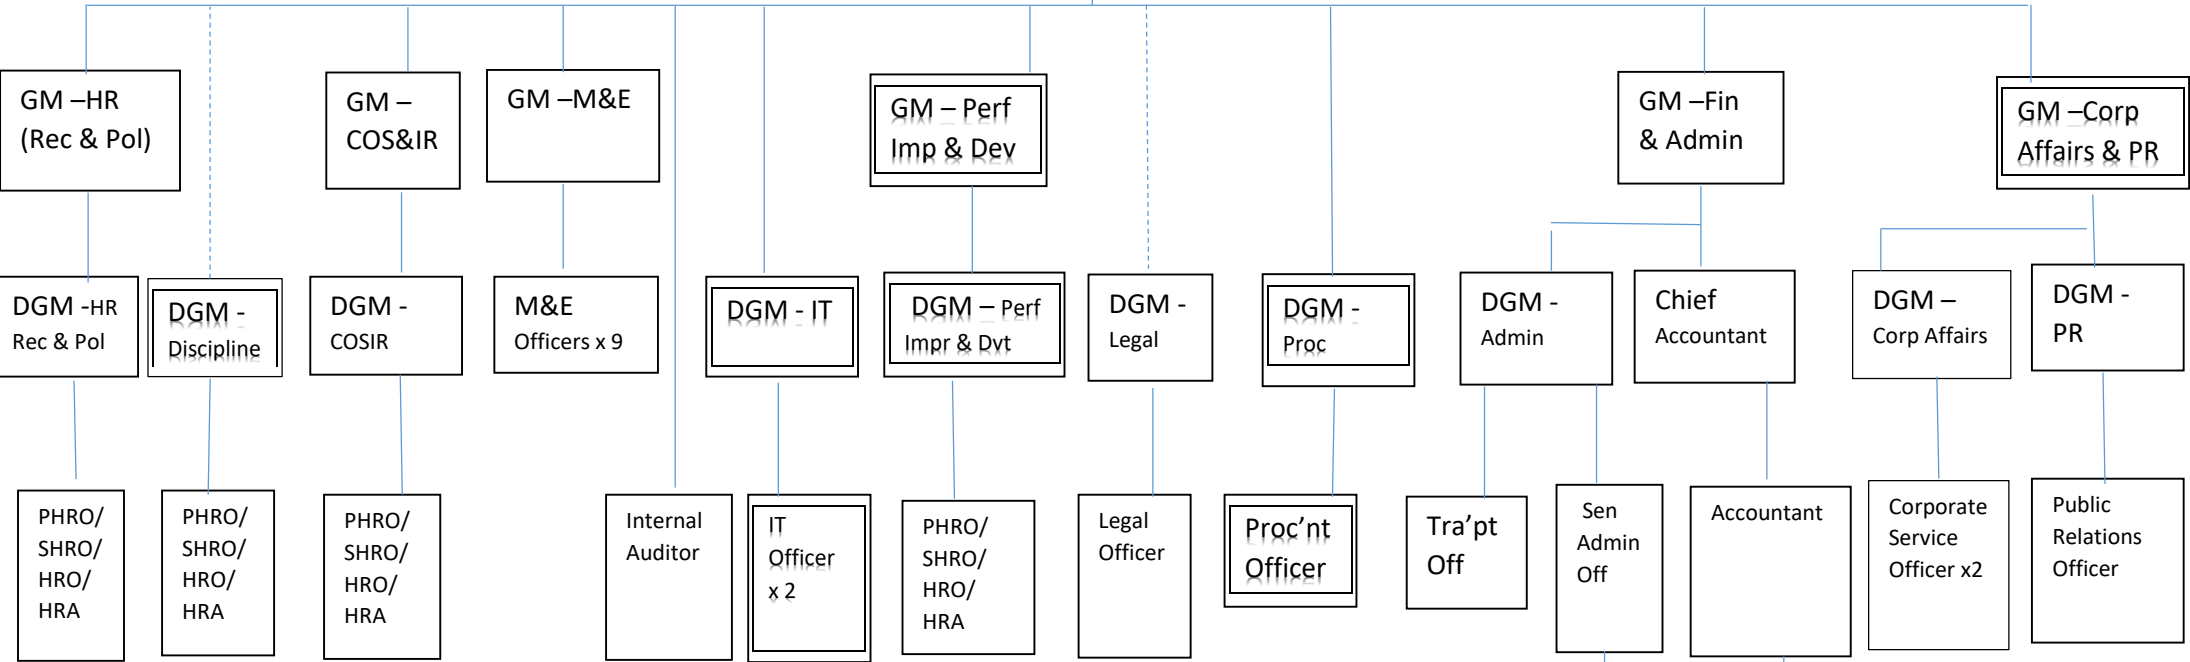 GM –HR
(Rec & Pol)
GM –
COS&IR
GM –M&E
GM – Perf
Imp & Dev
GM –Fin
& Admin
GM –Corp
Affairs & PR
DGM -HR
Rec & Pol
DGM -
Discipline
DGM -
COSIR
M&E
Officers x 9
DGM - IT
DGM – Perf
Impr & Dvt
DGM -
Legal
DGM -
Proc
DGM -
Admin
Chief
Accountant
DGM –
Corp Affairs
DGM -
PR
PHRO/
SHRO/
HRO/
HRA
PHRO/
SHRO/
HRO/
HRA
PHRO/
SHRO/
HRO/
HRA
Internal
Auditor
IT
Officer
x 2
PHRO/
SHRO/
HRO/
HRA
Legal
Officer
Proc’nt
Officer
Tra’pt
Off
Sen
Admin
Off
Accountant
Corporate
Service
Officer x2
Public
Relations
Officer